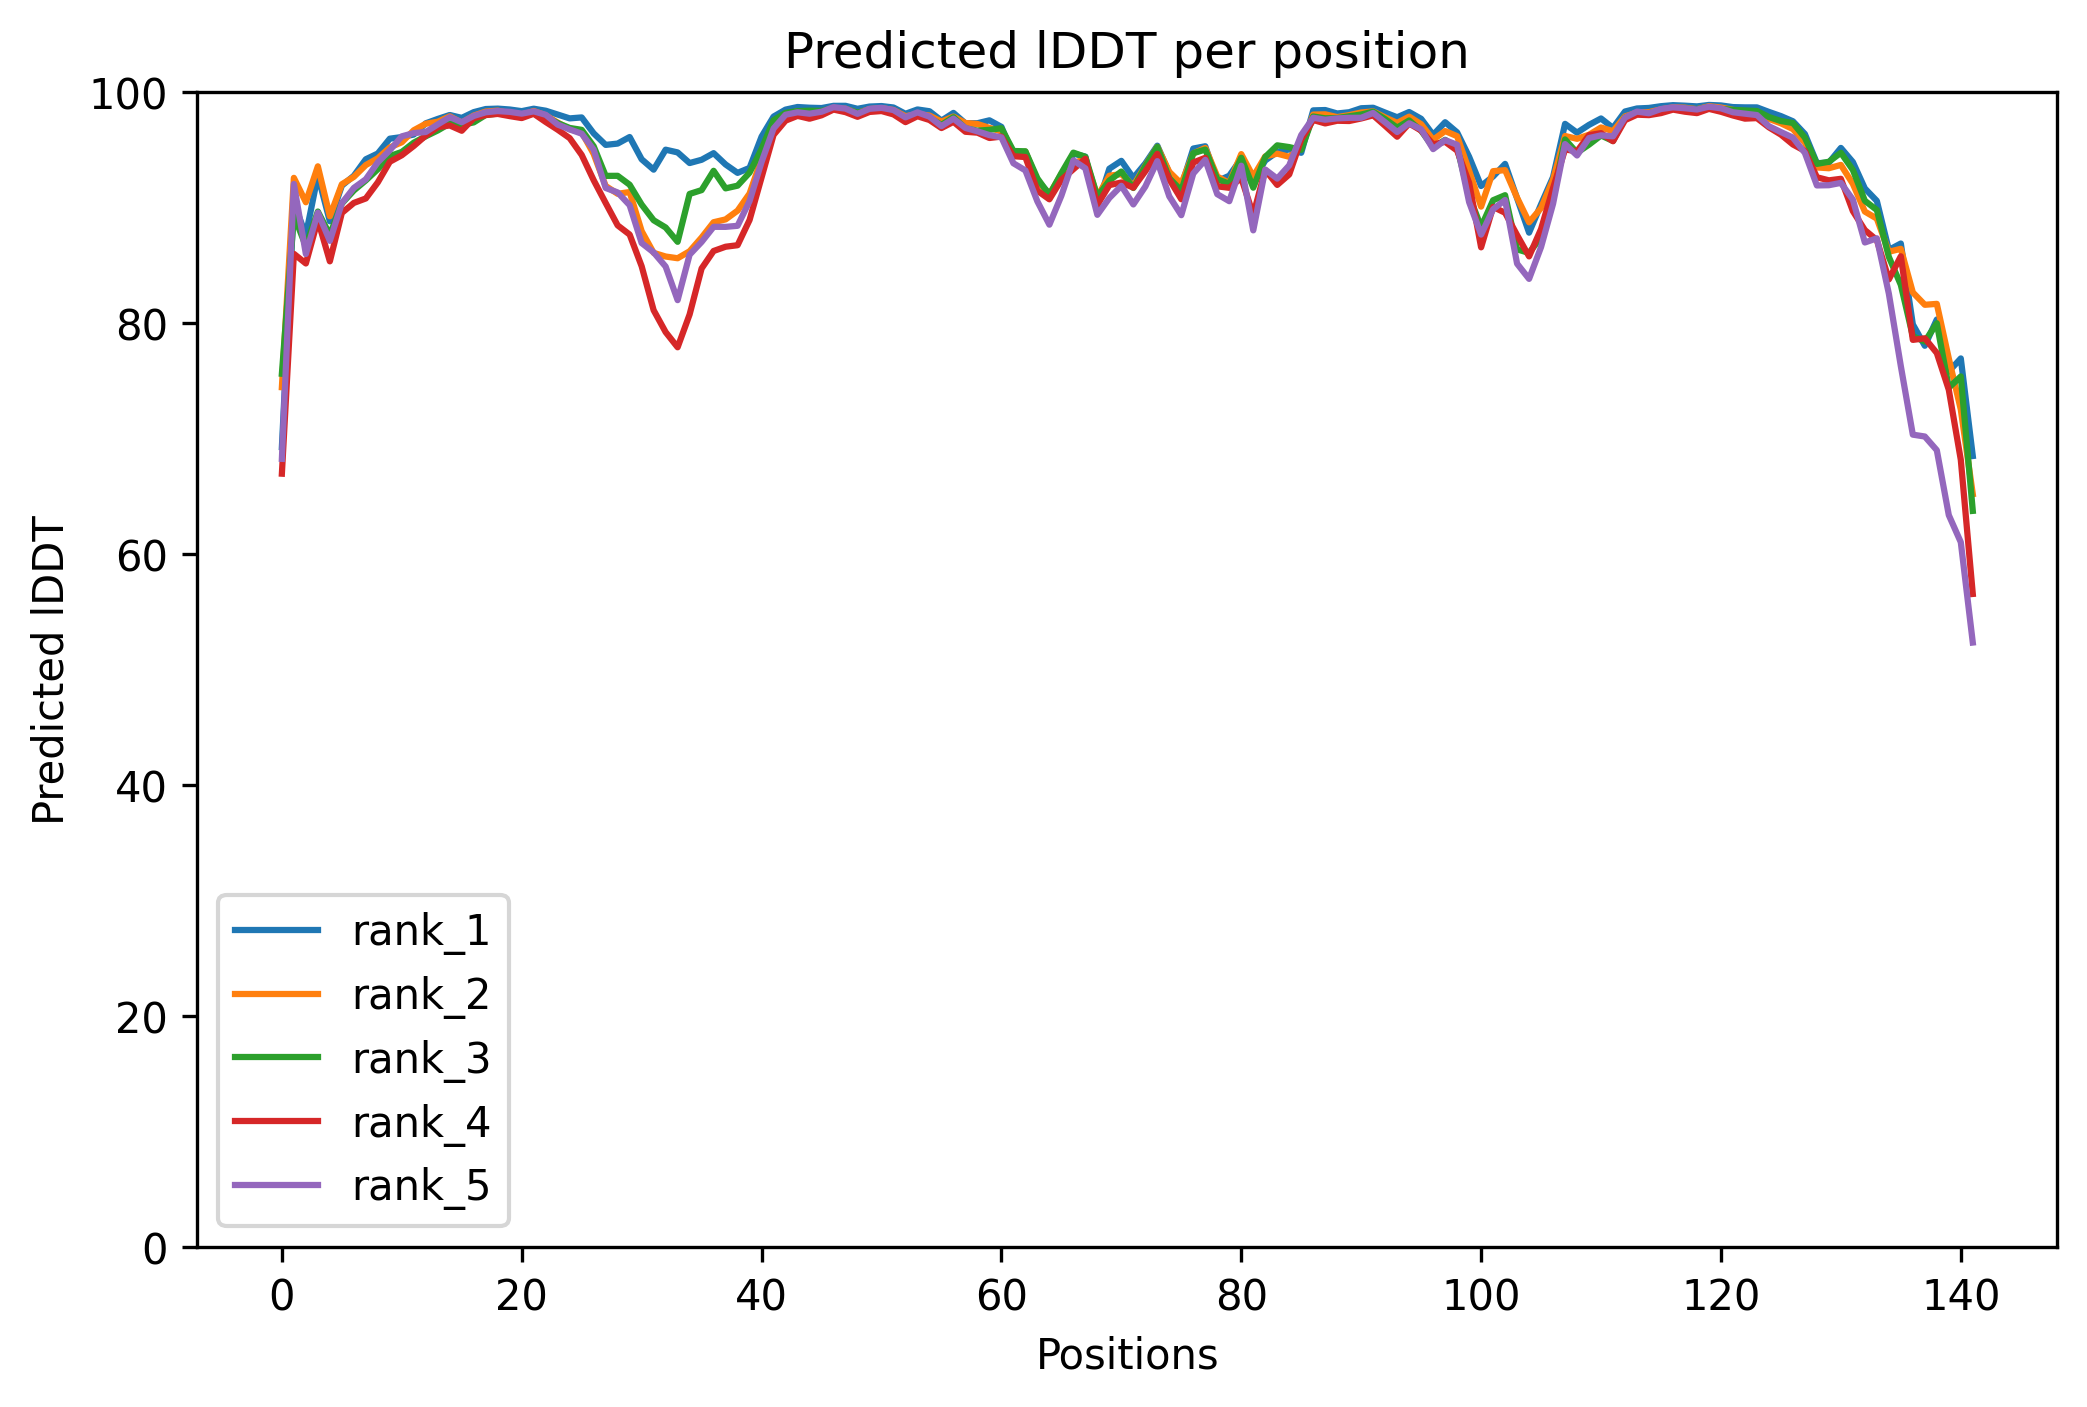 Predicted lDDT per position
100
80
60
40
20
0
Predicted lDDT
rank_1
rank_2
rank_3
rank_4
rank_5
0 20 40 60 80 100 120 140
Positions